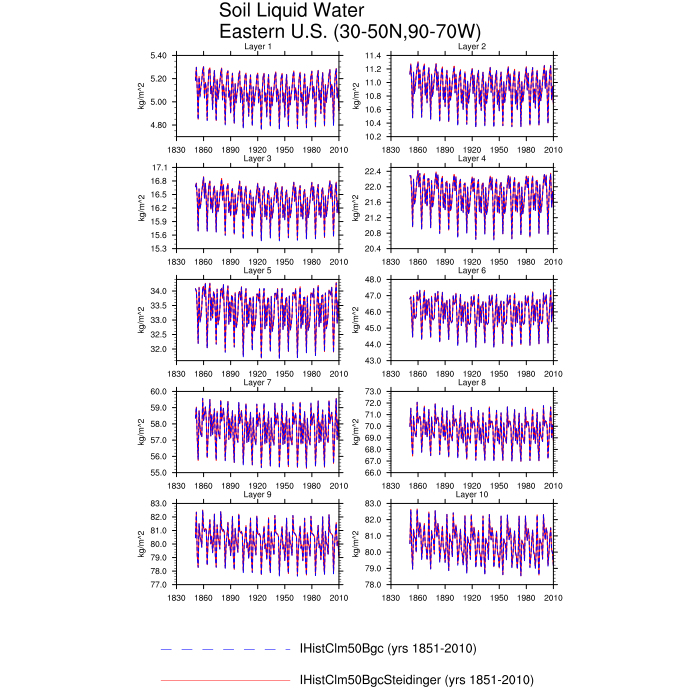 Soil Liquid Water
Eastern U.S. (30-50N,90-70W)
Layer 1
kg/m^2
5.40
5.20
5.00
4.80
1830 1860 1890 1920 1950 1980 2010
Layer 2
kg/m^2
11.4
11.2
11.0
10.8
10.6
10.4
10.2
1830 1860 1890 1920 1950 1980 2010
Layer 3
kg/m^2
17.1
16.8
16.5
16.2
15.9
15.6
15.3
1830 1860 1890 1920 1950 1980 2010
Layer 4
kg/m^2
22.4
22.0
21.6
21.2
20.8
20.4
1830 1860 1890 1920 1950 1980 2010
Layer 5
kg/m^2
34.0
33.5
33.0
32.5
32.0
1830 1860 1890 1920 1950 1980 2010
Layer 6
kg/m^2
48.0
47.0
46.0
45.0
44.0
43.0
1830 1860 1890 1920 1950 1980 2010
Layer 7
kg/m^2
60.0
59.0
58.0
57.0
56.0
55.0
1830 1860 1890 1920 1950 1980 2010
Layer 8
kg/m^2
73.0
72.0
71.0
70.0
69.0
68.0
67.0
66.0
1830 1860 1890 1920 1950 1980 2010
Layer 9
kg/m^2
83.0
82.0
81.0
80.0
79.0
78.0
77.0
1830 1860 1890 1920 1950 1980 2010
Layer 10
kg/m^2
83.0
82.0
81.0
80.0
79.0
78.0
1830 1860 1890 1920 1950 1980 2010
IHistClm50Bgc (yrs 1851-2010)
IHistClm50BgcSteidinger (yrs 1851-2010)